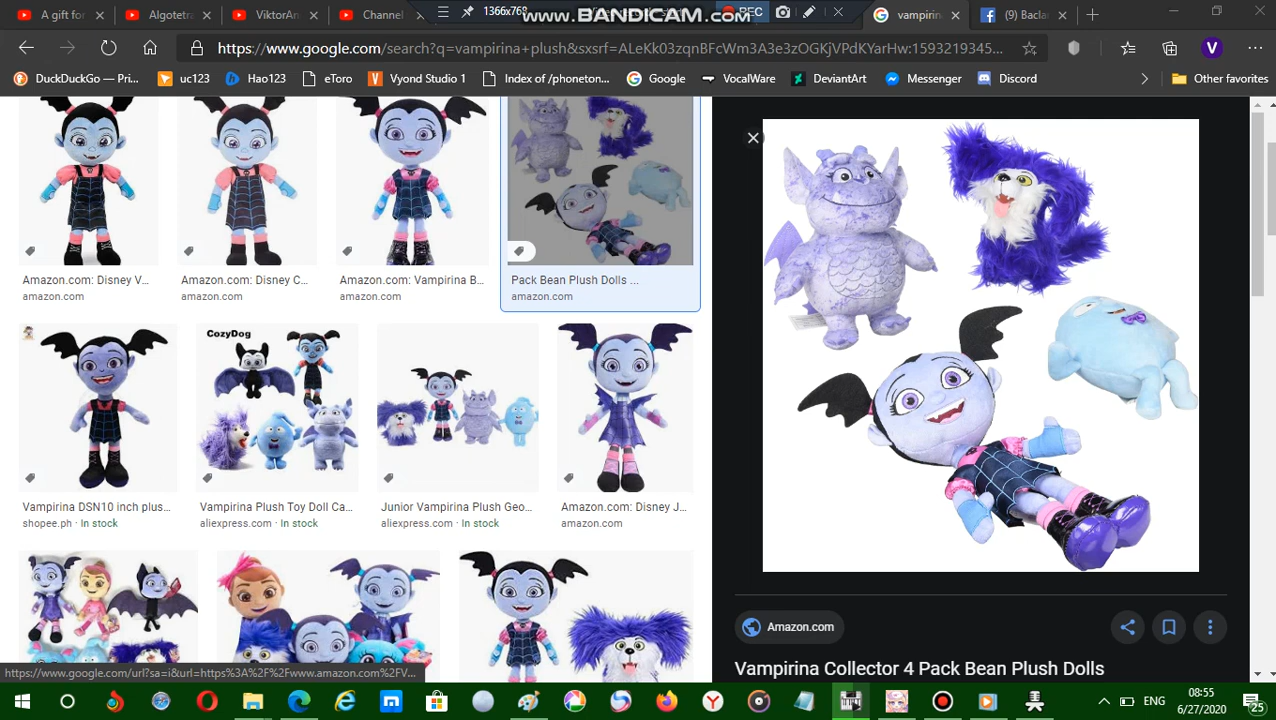 A gift fo
Algotetra
ViktorAn
Channel
1366x768
www.BANDICAM.com
REC
vampirin
(9) Bacla
https://www.google.com/search?q=vampirina+plush&sxsrf=ALeKk03zqnBFcWm3A3e3zOGKjVPdKYarHw:1593219345...
V
DuckDuckGo — Pri...
uc123
Hao123
eToro
Vyond Studio 1
Index of /phoneton...
Google
VocalWare
DeviantArt
Messenger
Discord
Other favorites
Amazon.com: Disney V...
amazon.com
Amazon.com: Disney C...
amazon.com
Amazon.com: Vampirina B...
amazon.com
Pack Bean Plush Dolls ...
amazon.com
CozyDog
Vampirina DSN10 inch plus...
shopee.ph - In stock
Vampirina Plush Toy Doll Ca...
aliexpress.com - In stock
Junior Vampirina Plush Geo...
aliexpress.com - In stock
Amazon.com: Disney J...
amazon.com
Amazon.com
Vampirina Collector 4 Pack Bean Plush Dolls
https://www.google.com/url?sa=i&url=https%3A%2F%2Fwww.amazon.com%2FV...
ENG
08:55
6/27/2020
25